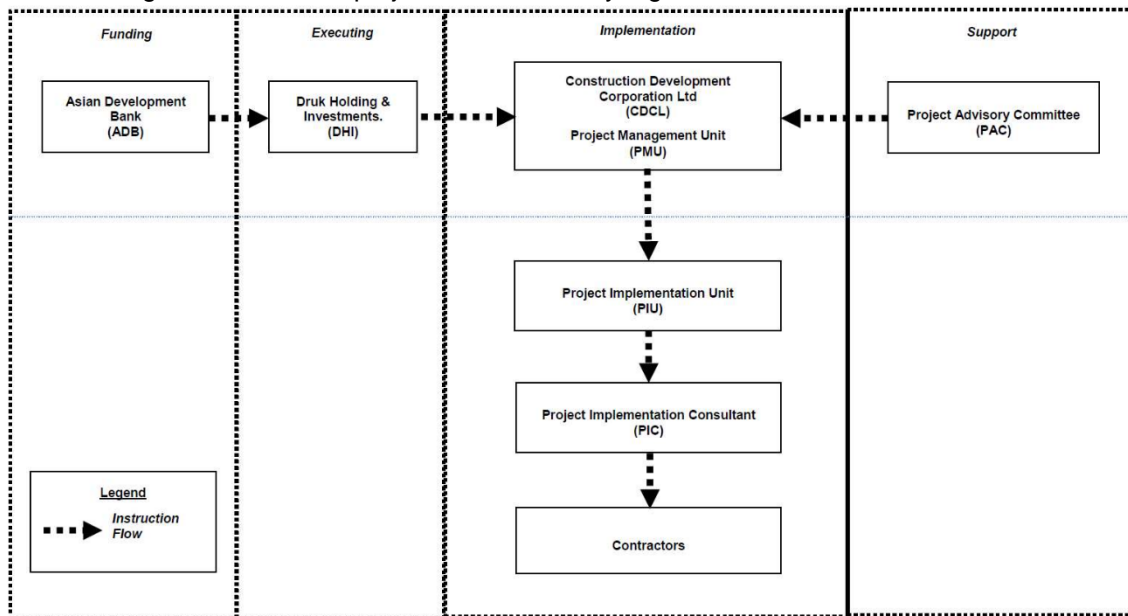 Funding
Executing
Implementation
Support
Asian Development
Bank
(ADB)
Druk Holding &
Investments.
(DHI)
Construction Development
Corporation Ltd
(CDCL)
Project Management Unit
(PMU)
Project Advisory Committee
(PAC)
Project Implementation Unit
(PIU)
Project Implementation Consultant
(PIC)
Contractors
Legend
Instruction
Flow